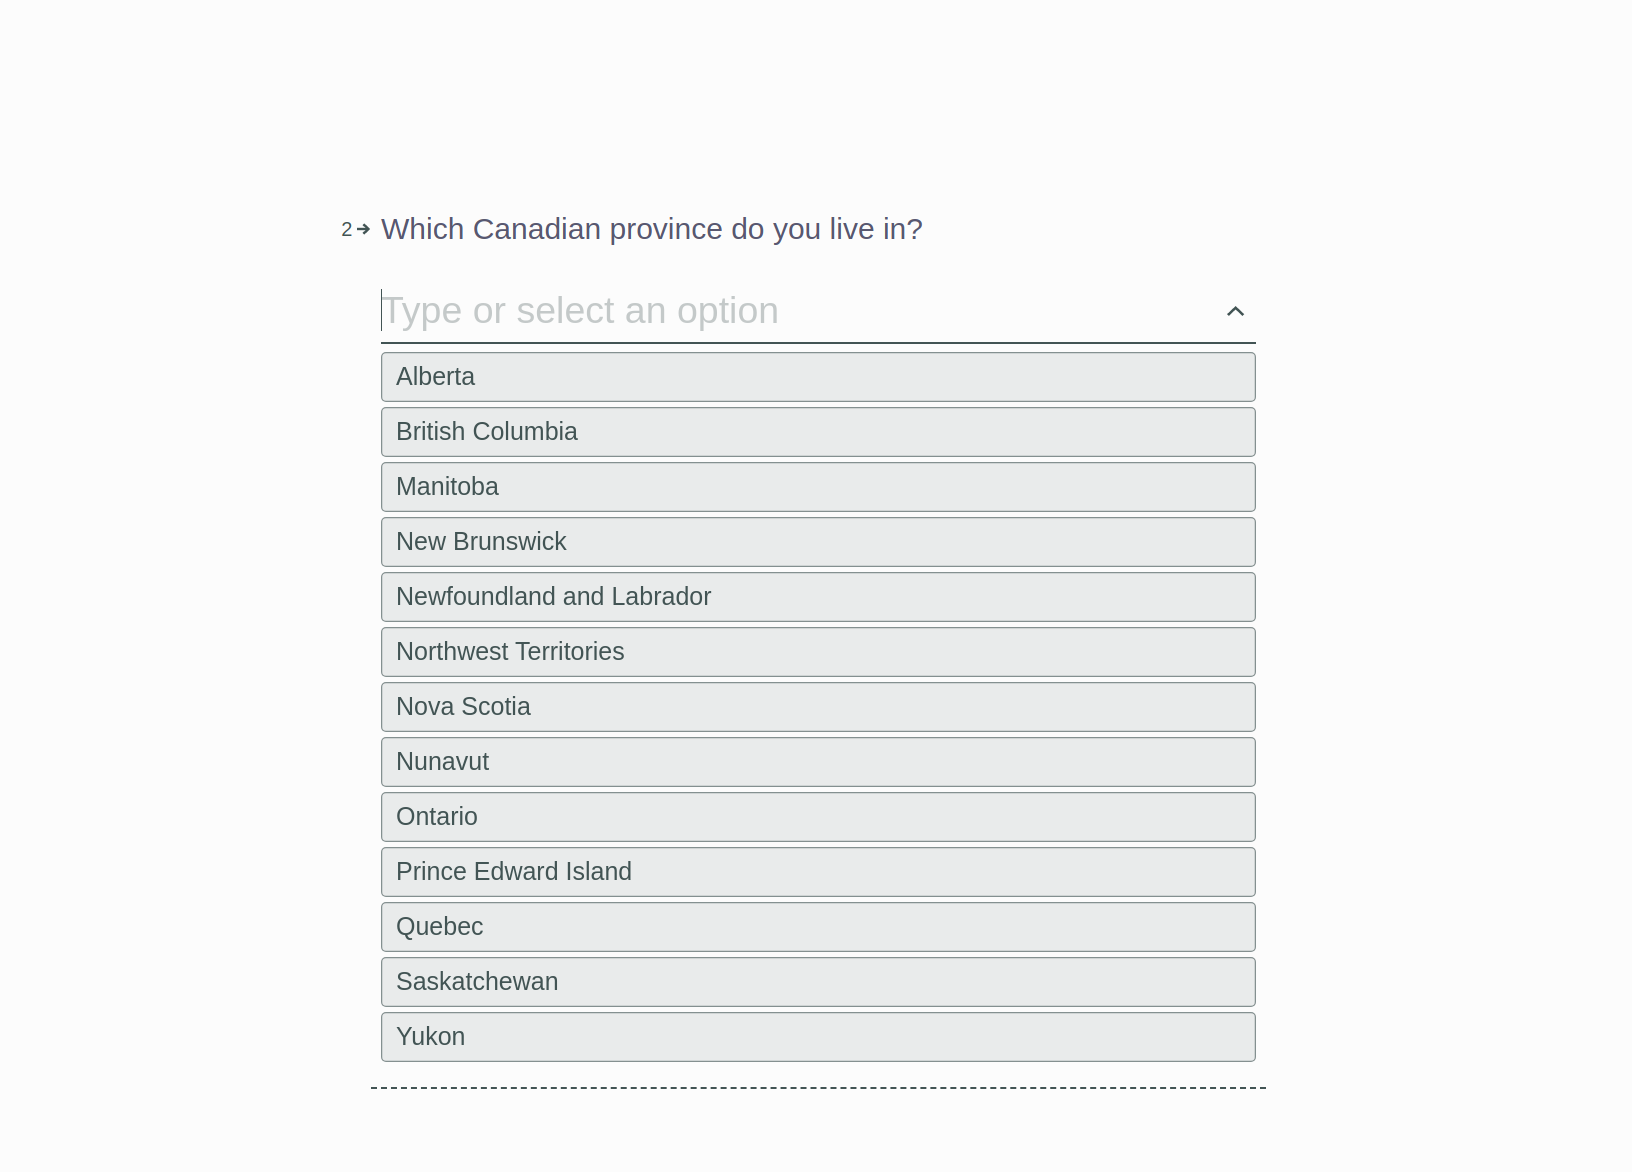 2 Which Canadian province do you live in?
Type or select an option
Alberta
British Columbia
Manitoba
New Brunswick
Newfoundland and Labrador
Northwest Territories
Nova Scotia
Nunavut
Ontario
Prince Edward Island
Quebec
Saskatchewan
Yukon